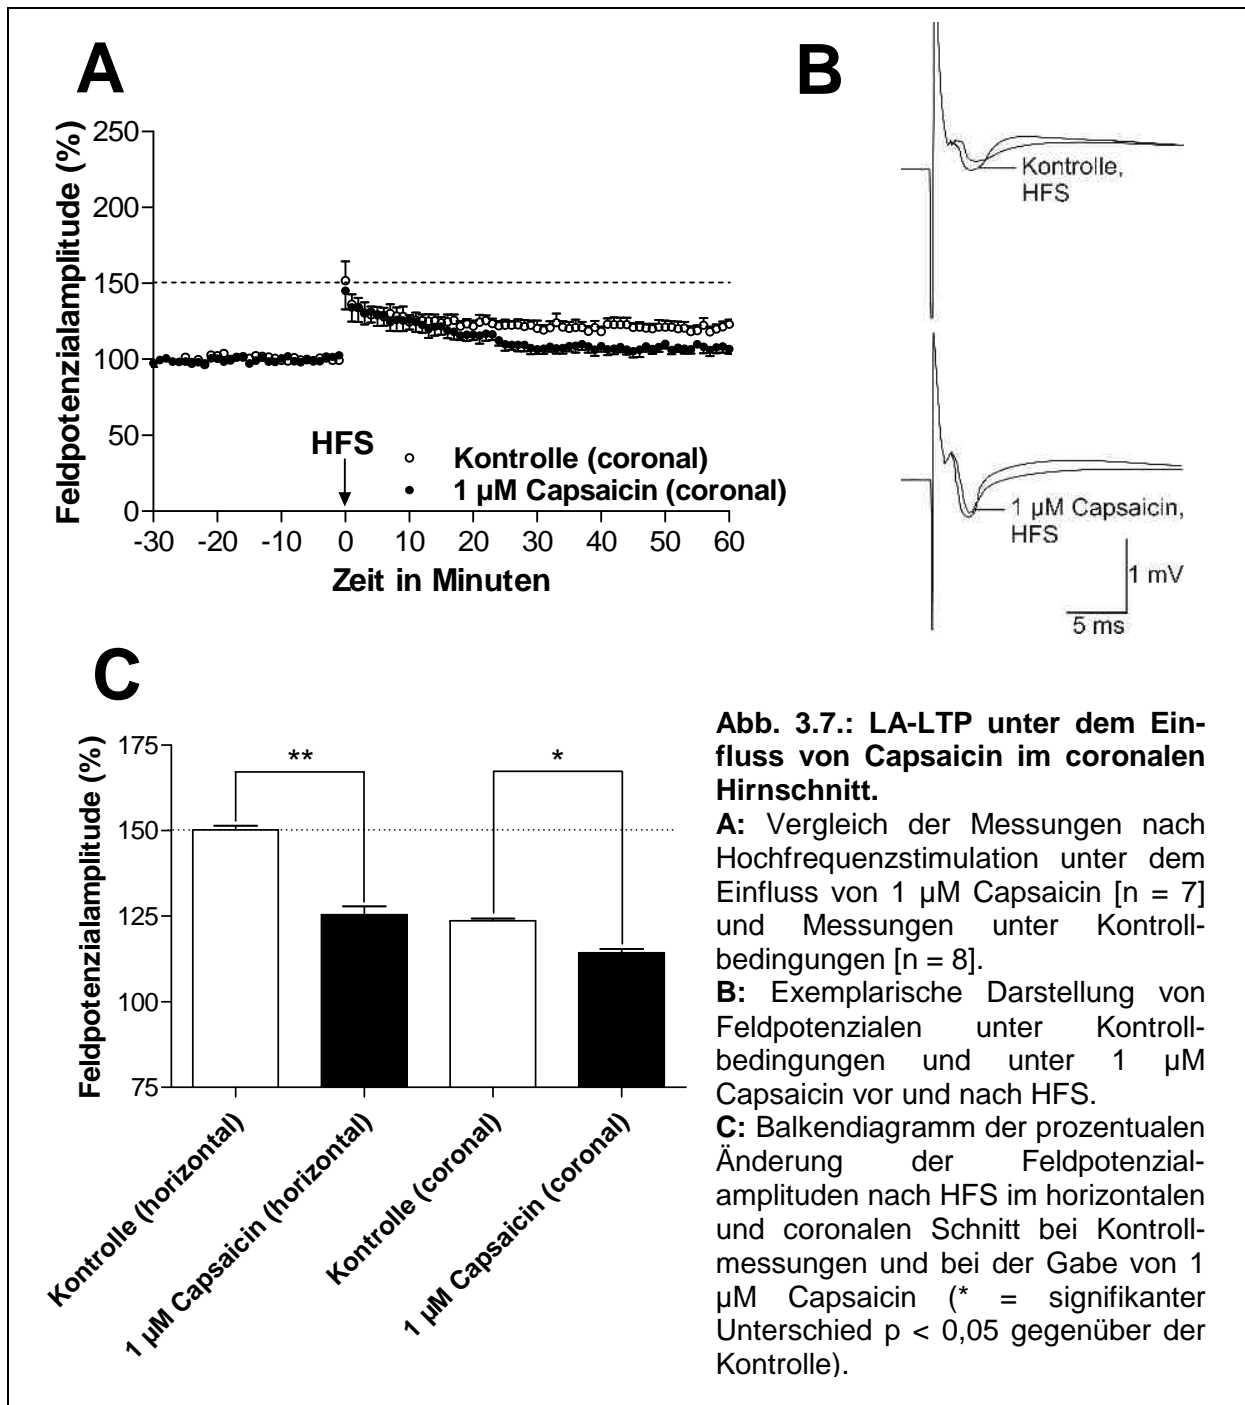 A
B
Feldpotenzialamplitude (%)
250
200
150
100
50
0
HFS
Kontrolle (coronal)
1 µM Capsaicin (coronal)
-30 -20 -10 0 10 20 30 40 50 60
Zeit in Minuten
Kontrolle,
HFS
1 µM Capsaicin,
HFS
1 mV
5 ms
C
Feldpotenzialamplitude (%)
175
150
125
100
75
**
*
Kontrolle (horizontal)
1 µM Capsaicin (horizontal)
Kontrolle (coronal)
1 µM Capsaicin (coronal)
Abb. 3.7.: LA-LTP unter dem Ein-
fluss von Capsaicin im coronalen
Hirnschnitt.
A: Vergleich der Messungen nach
Hochfrequenzstimulation unter dem
Einfluss von 1 µM Capsaicin [n = 7]
und Messungen unter Kontroll-
bedingungen [n = 8].
B: Exemplarische Darstellung von
Feldpotenzialen unter Kontroll-
bedingungen und unter 1 µM
Capsaicin vor und nach HFS.
C: Balkendiagramm der prozentualen
Änderung der Feldpotenzial-
amplituden nach HFS im horizontalen
und coronalen Schnitt bei Kontroll-
messungen und bei der Gabe von 1
µM Capsaicin (* = signifikanter
Unterschied p < 0,05 gegenüber der
Kontrolle).